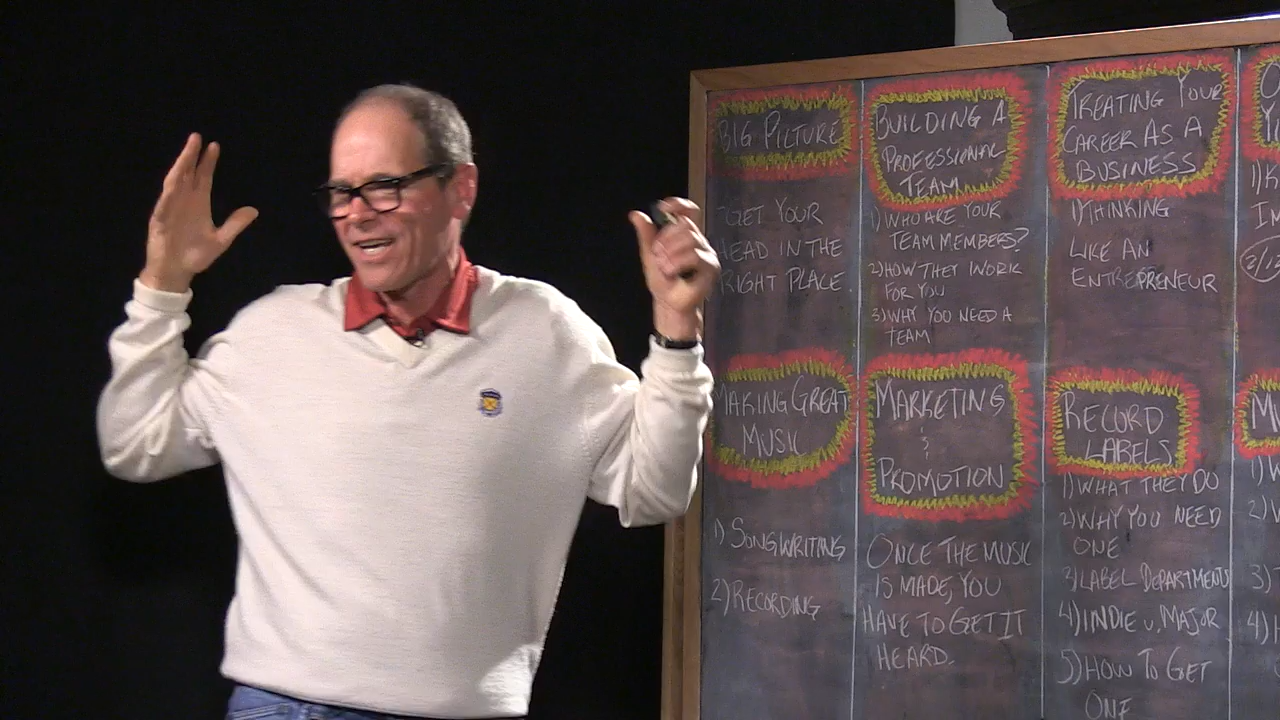 BIG PICTURE
GET YOUR
HEAD IN THE
RIGHT PLACE.
BUILDING A
PROFESSIONAL
TEAM
1) WHO ARE YOUR
TEAM MEMBERS?
2) HOW THEY WORK
FOR YOU
3) WHY YOU NEED A
TEAM
TREATING YOUR
CAREER AS A
BUSINESS
1) THINKING
LIKE AN
ENTREPRENEUR
MAKING GREAT
MUSIC
1) SONGWRITING
2) RECORDING
MARKETING
&
PROMOTION
ONCE THE MUSIC
IS MADE, YOU
HAVE TO GET IT
HEARD.
RECORD
LABELS
1) WHAT THEY DO
2) WHY YOU NEED
ONE
3) LABEL DEPARTMENTS
4) INDIE v. MAJOR
5) HOW TO GET
ONE